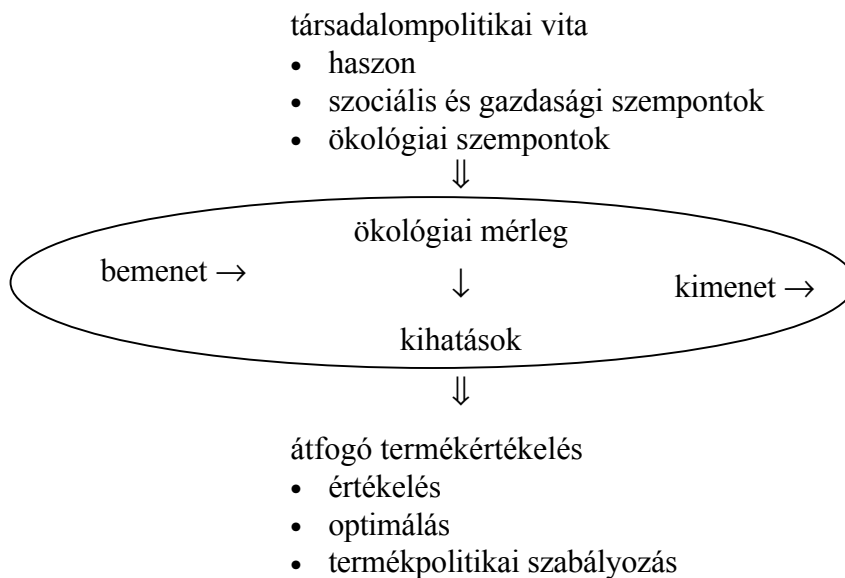 társadalompolitikai vita
• haszon
• szociális és gazdasági szempontok
• ökológiai szempontok
⇓
ökológiai mérleg
bemenet → ↓ kimenet →
kihatások
⇓
átfogó termékértékelés
• értékelés
• optimálás
• termékpolitikai szabályozás